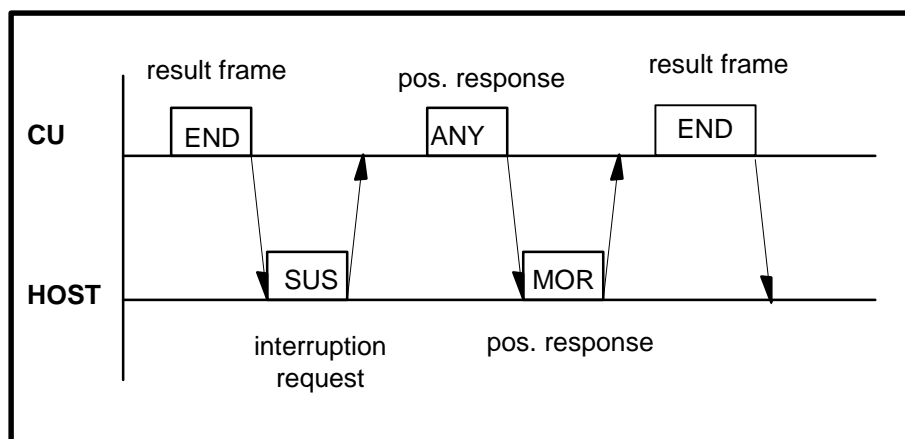 result frame
pos. response
result frame
CU
END
ANY
END
HOST
SUS
MOR
interruption
request
pos. response